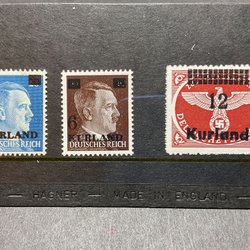 KURLAND
DEUTSCHES REICH
6
KURLAND
DEUTSCHES REICH
12
Kurland
HAGNER MADE IN ENGLAND